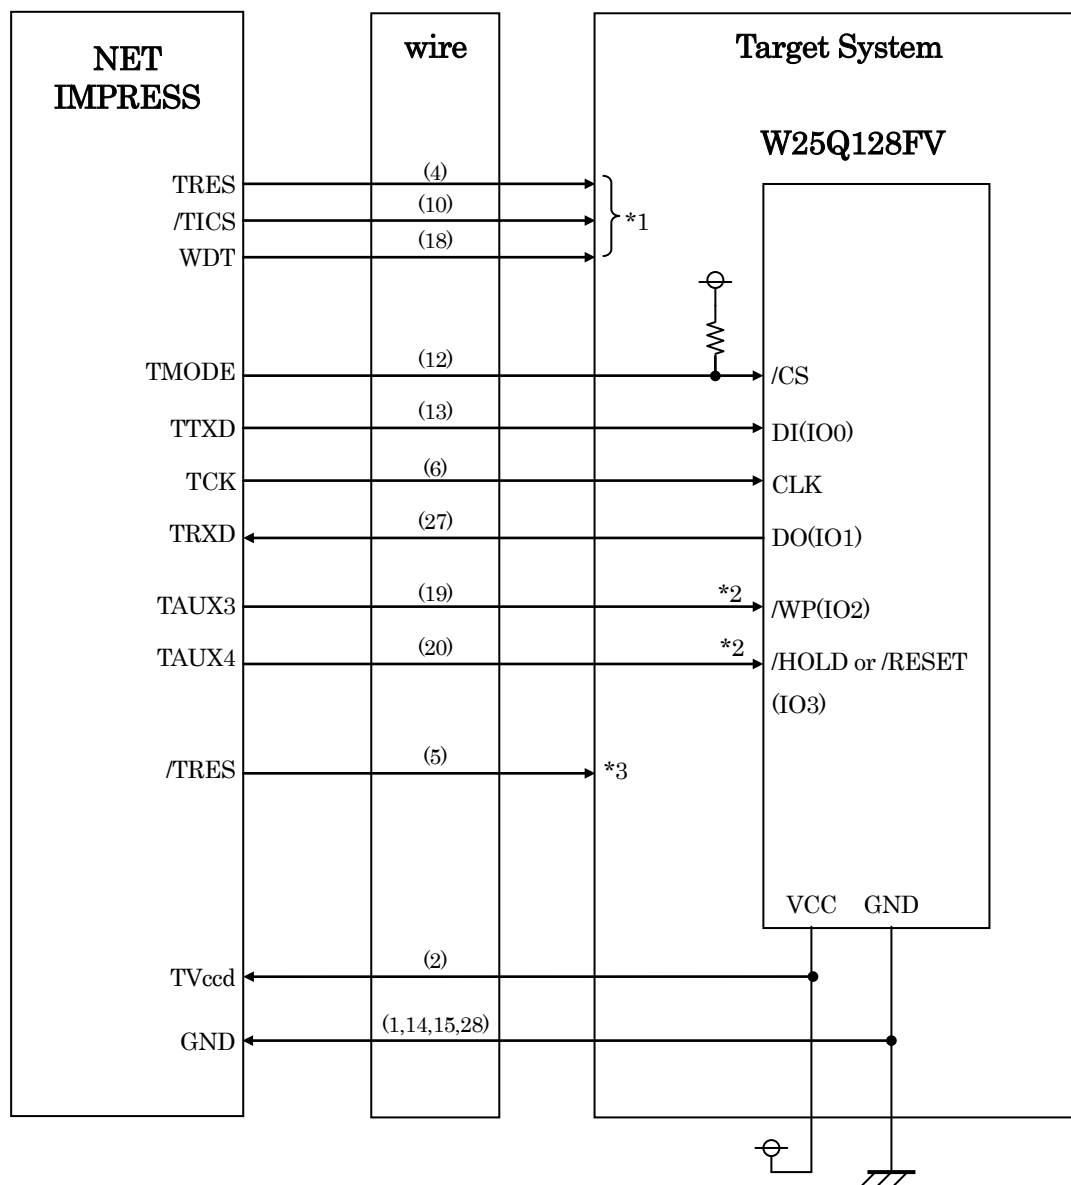 NET
IMPRESS
wire
Target System
W25Q128FV
TRES
(4)
/TICS
(10)
*1
WDT
(18)
TMODE
(12)
/CS
TTXD
(13)
DI(IO0)
TCK
(6)
CLK
TRXD
(27)
DO(IO1)
TAUX3
(19)
*2
/WP(IO2)
TAUX4
(20)
*2
/HOLD or /RESET
(IO3)
/TRES
(5)
*3
VCC
GND
TVccd
(2)
GND
(1,14,15,28)